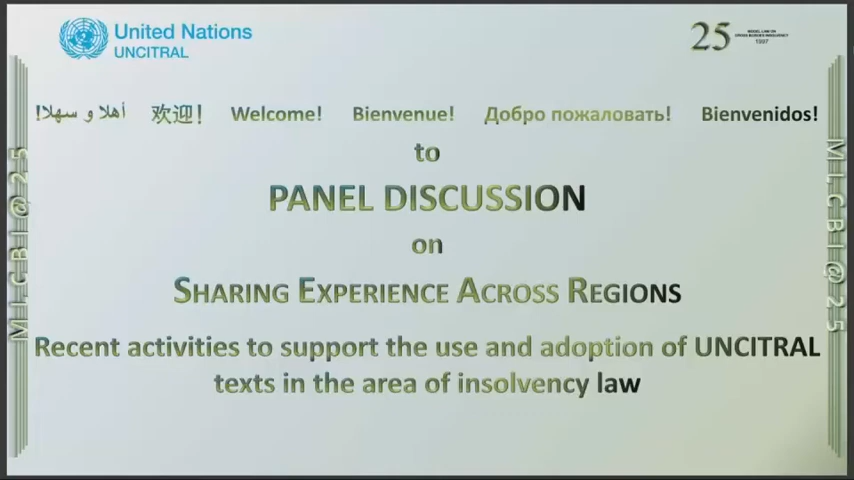 United Nations
UNCITRAL
25 MODEL LAW ON
CROSS-BORDER INSOLVENCY
1997
أهلا و سهلا! 欢迎! Welcome! Bienvenue! Добро пожаловать! Bienvenidos!
to
PANEL DISCUSSION
on
SHARING EXPERIENCE ACROSS REGIONS
Recent activities to support the use and adoption of UNCITRAL
texts in the area of insolvency law
MLCBI@25
MLCBI@25